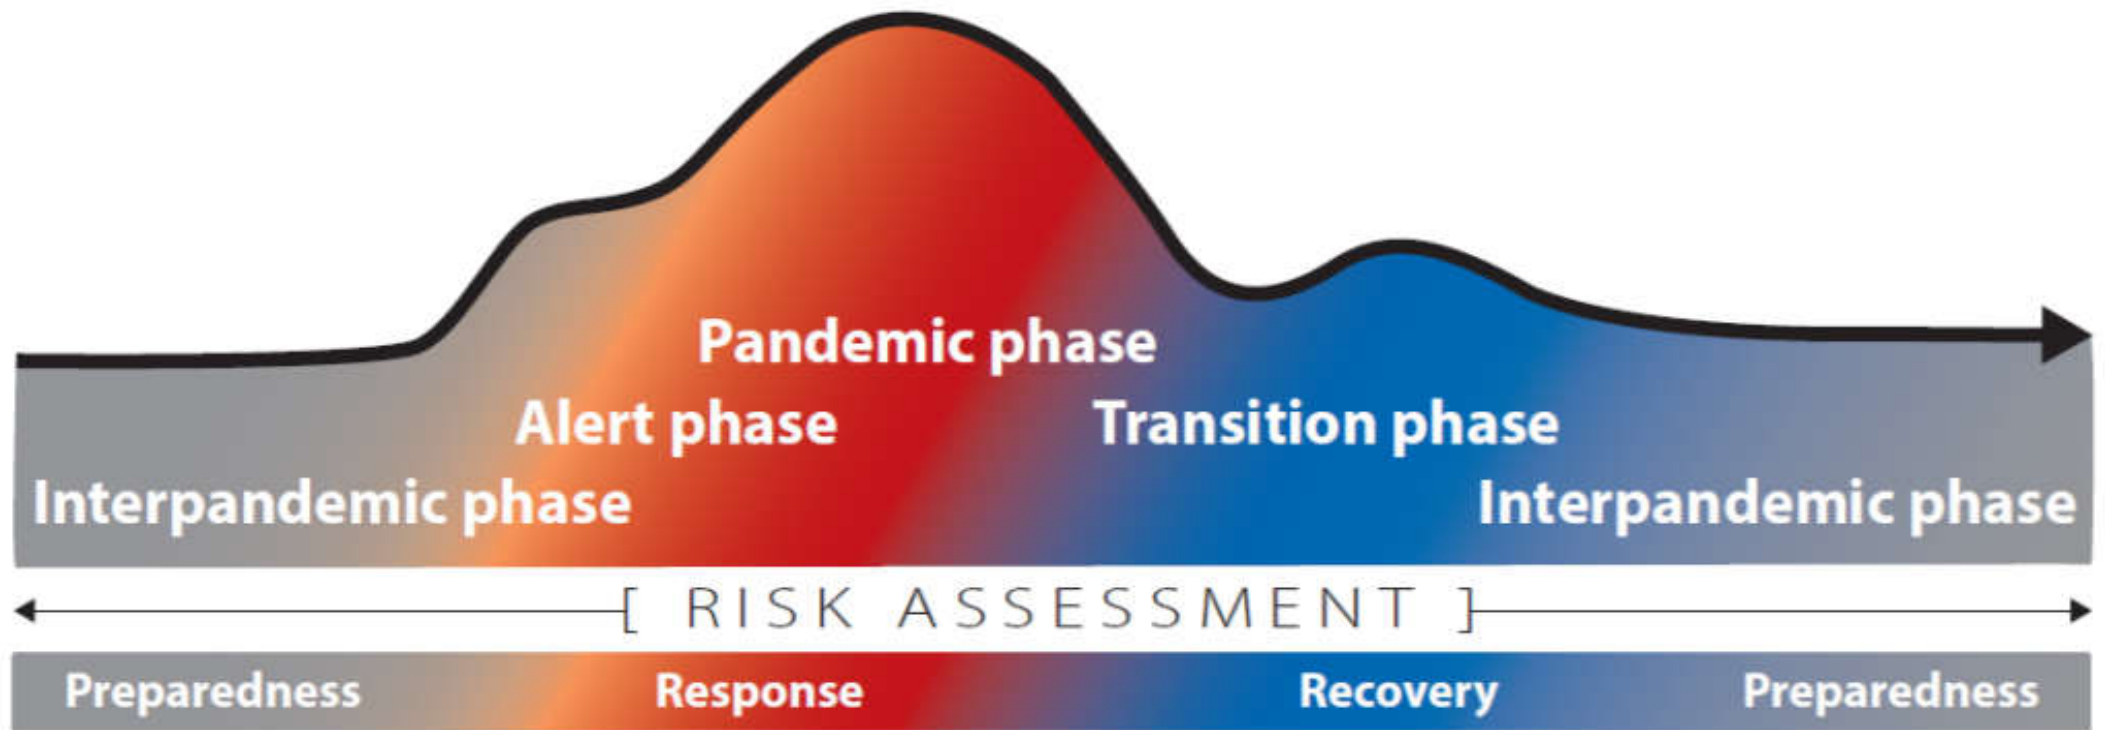 Pandemic phase
Alert phase
Transition phase
Interpandemic phase
Interpandemic phase
[ RISK ASSESSMENT ]
Preparedness
Response
Recovery
Preparedness